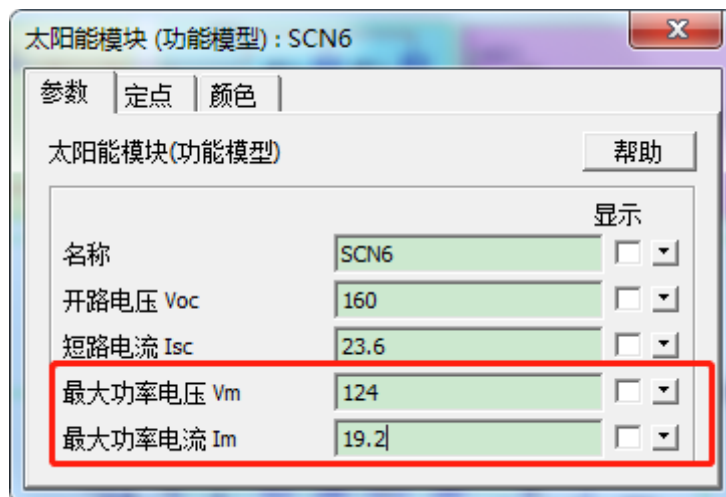 太阳能模块 (功能模型) : SCN6
参数 定点 颜色
太阳能模块(功能模型) 帮助
显示
名称 SCN6
开路电压 Voc 160
短路电流 Isc 23.6
最大功率电压 Vm 124
最大功率电流 Im 19.2